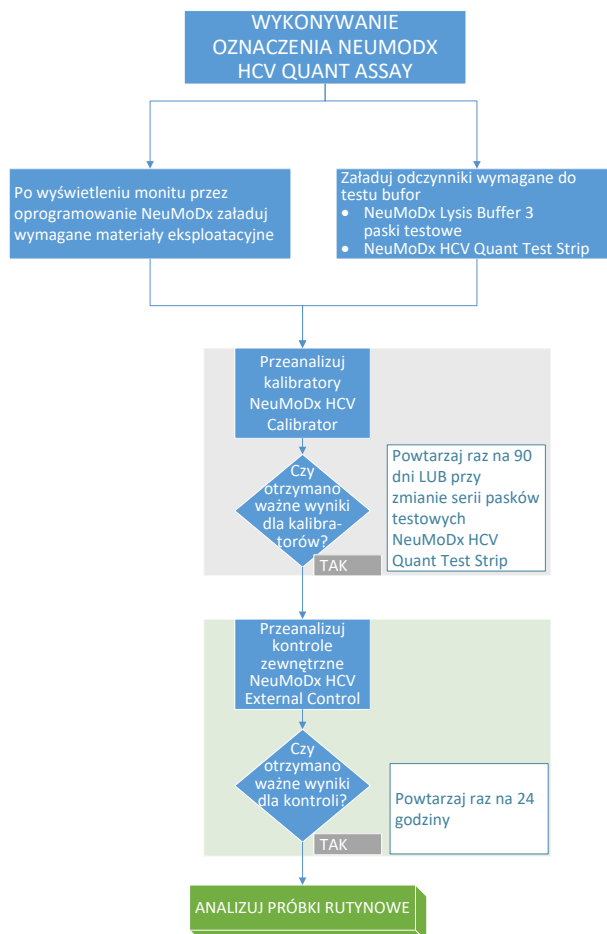 WYKONYWANIE
OZNACZENIA NEUMODX
HCV QUANT ASSAY
Po wyświetleniu monitu przez
oprogramowanie NeuMoDx załaduj
wymagane materiały eksploatacyjne
Załaduj odczynniki wymagane do
testu bufor
● NeuMoDx Lysis Buffer 3
paski testowe
● NeuMoDx HCV Quant Test Strip
Przeanalizuj
kalibratory
NeuMoDx HCV
Calibrator
Czy
otrzymano
ważne wyniki
dla kalibra-
torów?
TAK
Powtarzaj raz na 90
dni LUB przy
zmianie serii pasków
testowych
NeuMoDx HCV
Quant Test Strip
Przeanalizuj
kontrole
zewnętrzne
NeuMoDx HCV
External Control
Czy
otrzymano
ważne wyniki
dla kontroli?
TAK
Powtarzaj raz na 24
godziny
ANALIZUJ PRÓBKI RUTYNOWE